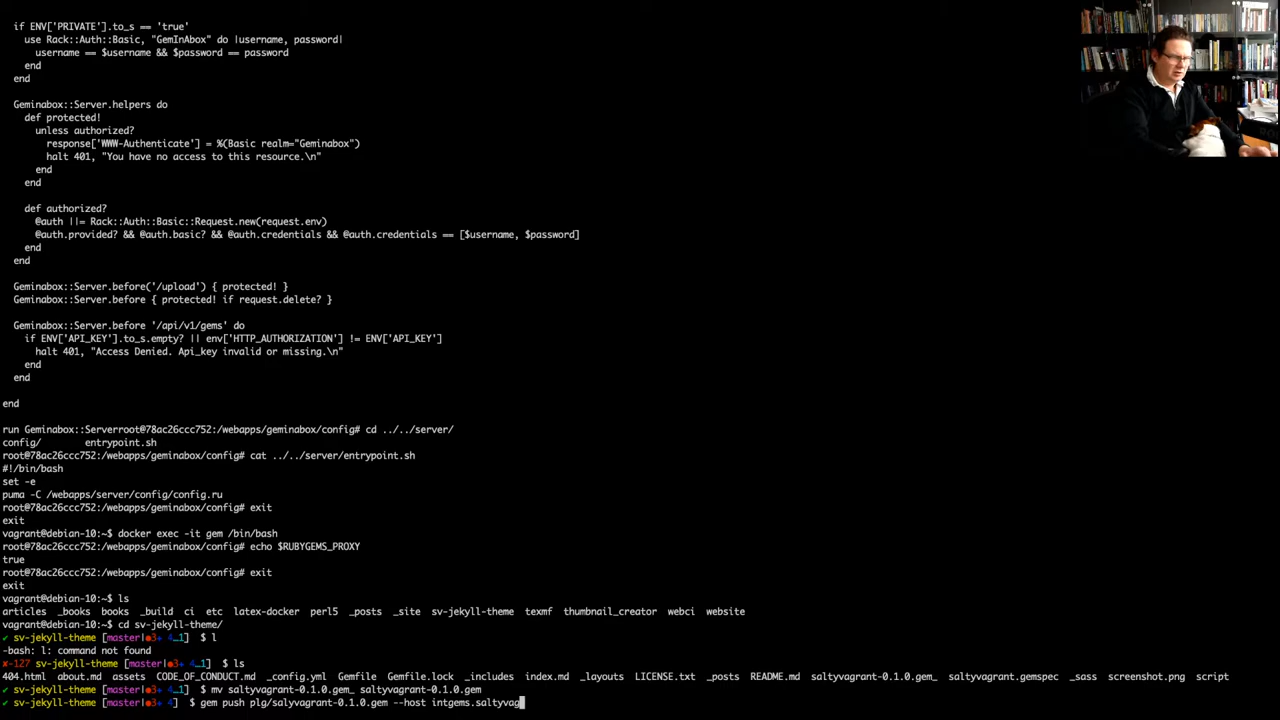 if ENV['PRIVATE'].to_s == 'true'
use Rack::Auth::Basic, "GemInAbox" do |username, password|
username == $username && $password == password
end
end
Geminabox::Server.helpers do
def protected!
unless authorized?
response['WWW-Authenticate'] = %(Basic realm="Geminabox")
halt 401, "You have no access to this resource.\n"
end
end
def authorized?
@auth ||= Rack::Auth::Basic::Request.new(request.env)
@auth.provided? && @auth.basic? && @auth.credentials && @auth.credentials == [$username, $password]
end
end
Geminabox::Server.before('/upload') { protected! }
Geminabox::Server.before { protected! if request.delete? }
Geminabox::Server.before '/api/v1/gems' do
if ENV['API_KEY'].to_s.empty? || env['HTTP_AUTHORIZATION'] != ENV['API_KEY']
halt 401, "Access Denied. Api_key invalid or missing.\n"
end
end
end
run Geminabox::Serverroot@78ac26ccc752:/webapps/geminabox/config# cd ../../server/
config/ entrypoint.sh
root@78ac26ccc752:/webapps/geminabox/config# cat ../../server/entrypoint.sh
#!/bin/bash
set -e
puma -C /webapps/server/config/config.ru
root@78ac26ccc752:/webapps/geminabox/config# exit
exit
vagrant@debian-10:~$ docker exec -it gem /bin/bash
root@78ac26ccc752:/webapps/geminabox/config# echo $RUBYGEMS_PROXY
true
root@78ac26ccc752:/webapps/geminabox/config# exit
exit
vagrant@debian-10:~$ ls
articles _books books _build ci etc latex-docker perl5 _posts _site sv-jekyll-theme texmf thumbnail_creator webci website
vagrant@debian-10:~$ cd sv-jekyll-theme/
✔ sv-jekyll-theme [master|●3✚ 4…1] $ l
-bash: l: command not found
✘-127 sv-jekyll-theme [master|●3✚ 4…1] $ ls
404.html about.md assets CODE_OF_CONDUCT.md _config.yml Gemfile Gemfile.lock _includes index.md _layouts LICENSE.txt _posts README.md saltyvagrant-0.1.0.gem_ saltyvagrant.gemspec _sass screenshot.png script
✔ sv-jekyll-theme [master|●3✚ 4…1] $ mv saltyvagrant-0.1.0.gem_ saltyvagrant-0.1.0.gem
✔ sv-jekyll-theme [master|●3✚ 4] $ gem push plg/salyvagrant-0.1.0.gem --host intgems.saltyvag